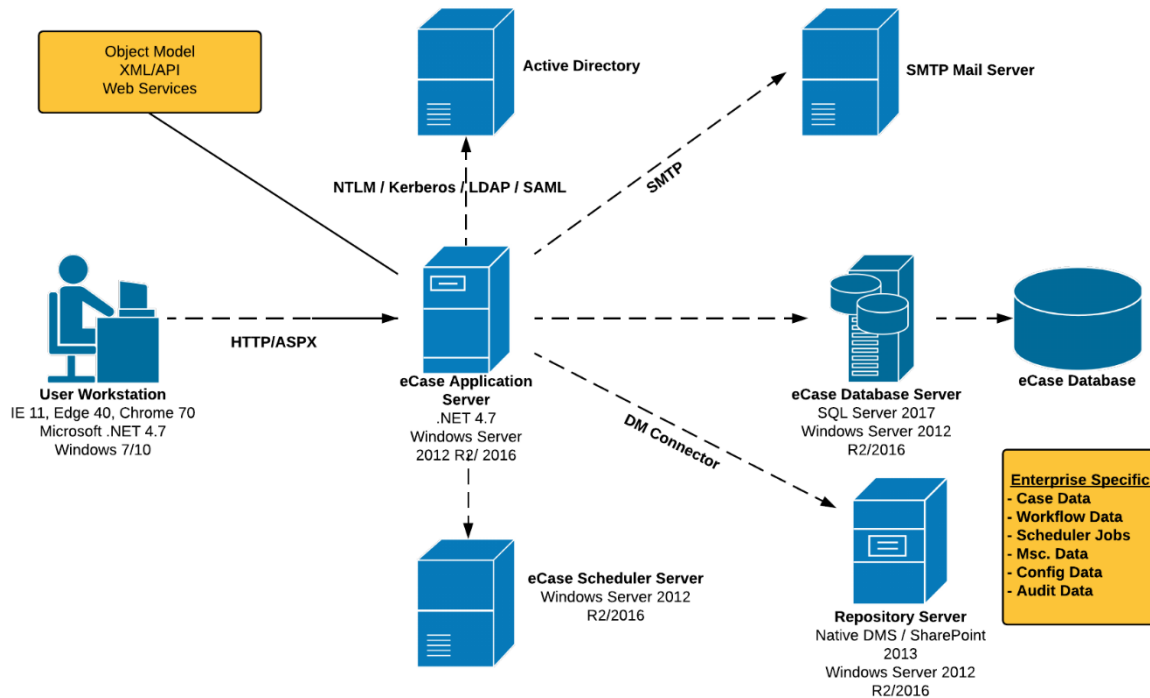 Object Model
XML/API
Web Services
Active Directory
SMTP Mail Server
NTLM / Kerberos / LDAP / SAML
SMTP
HTTP/ASPX
User Workstation
IE 11, Edge 40, Chrome 70
Microsoft .NET 4.7
Windows 7/10
eCase Application
Server
.NET 4.7
Windows Server
2012 R2/ 2016
eCase Database Server
SQL Server 2017
Windows Server 2012
R2/2016
eCase Database
DM Connector
Enterprise Specific
- Case Data
- Workflow Data
- Scheduler Jobs
- Msc. Data
- Config Data
- Audit Data
eCase Scheduler Server
Windows Server 2012
R2/2016
Repository Server
Native DMS / SharePoint
2013
Windows Server 2012
R2/2016